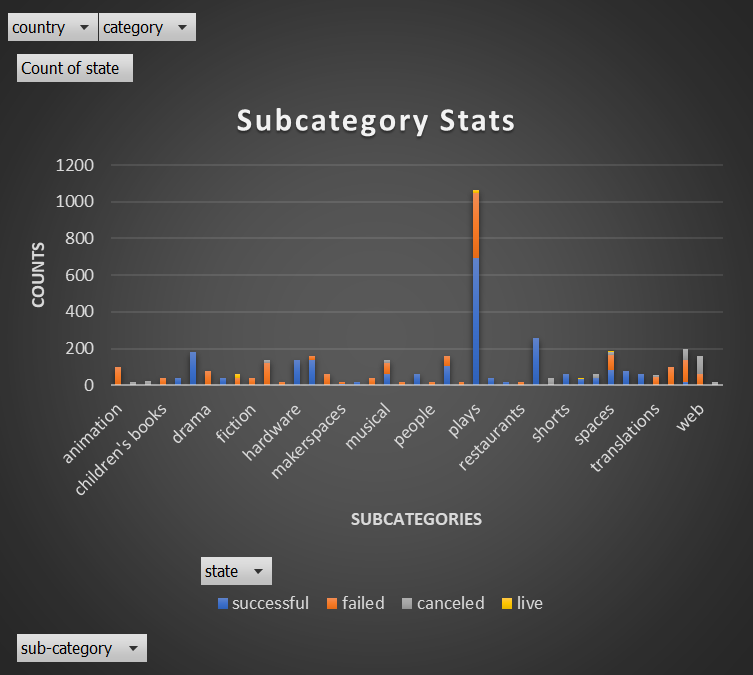 country category
Count of state
Subcategory Stats
1200
1000
800
600
400
200
0
COUNTS
animation
children's books
drama
fiction
hardware
makerspaces
musical
people
plays
restaurants
shorts
spaces
translations
web
SUBCATEGORIES
state
successful failed canceled live
sub-category